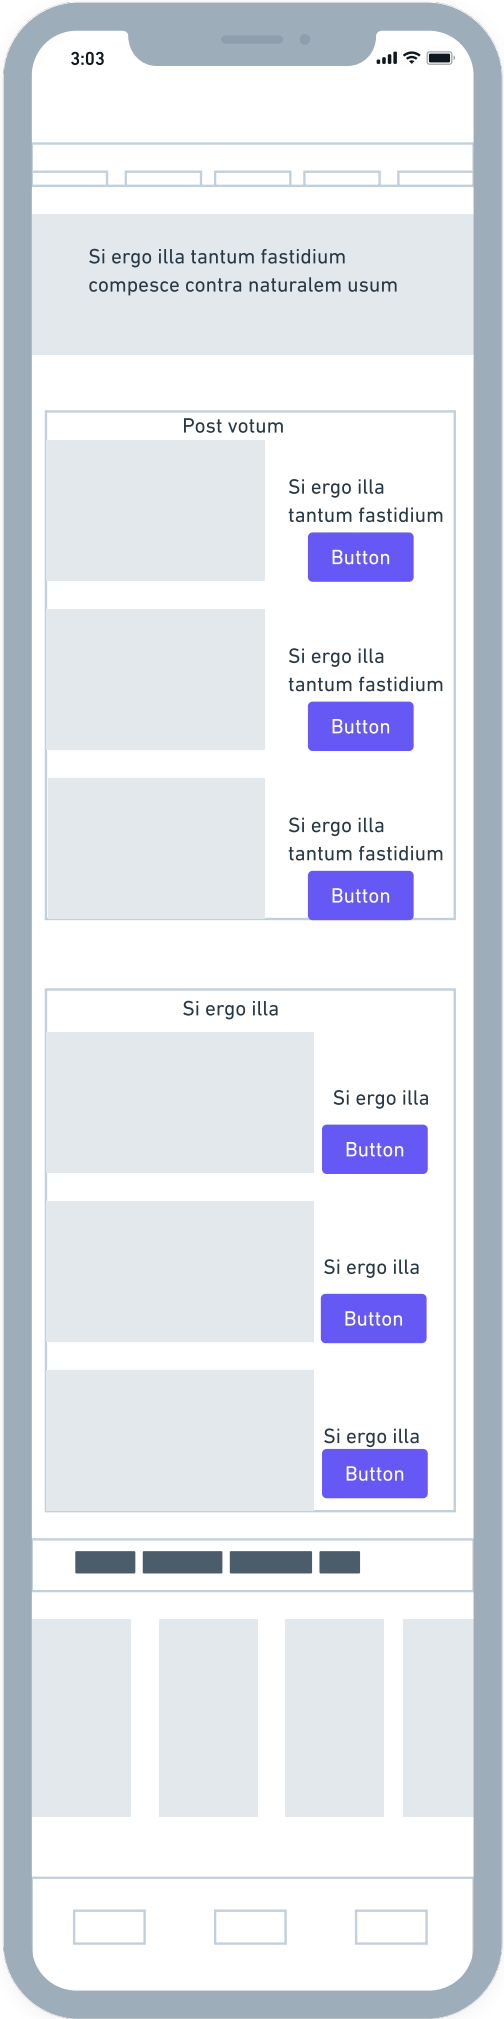 3:03
Si ergo illa tantum fastidium
compesce contra naturalem usum
Post votum
Si ergo illa
tantum fastidium
Button
Si ergo illa
tantum fastidium
Button
Si ergo illa
tantum fastidium
Button
Si ergo illa
Si ergo illa
Button
Si ergo illa
Button
Si ergo illa
Button